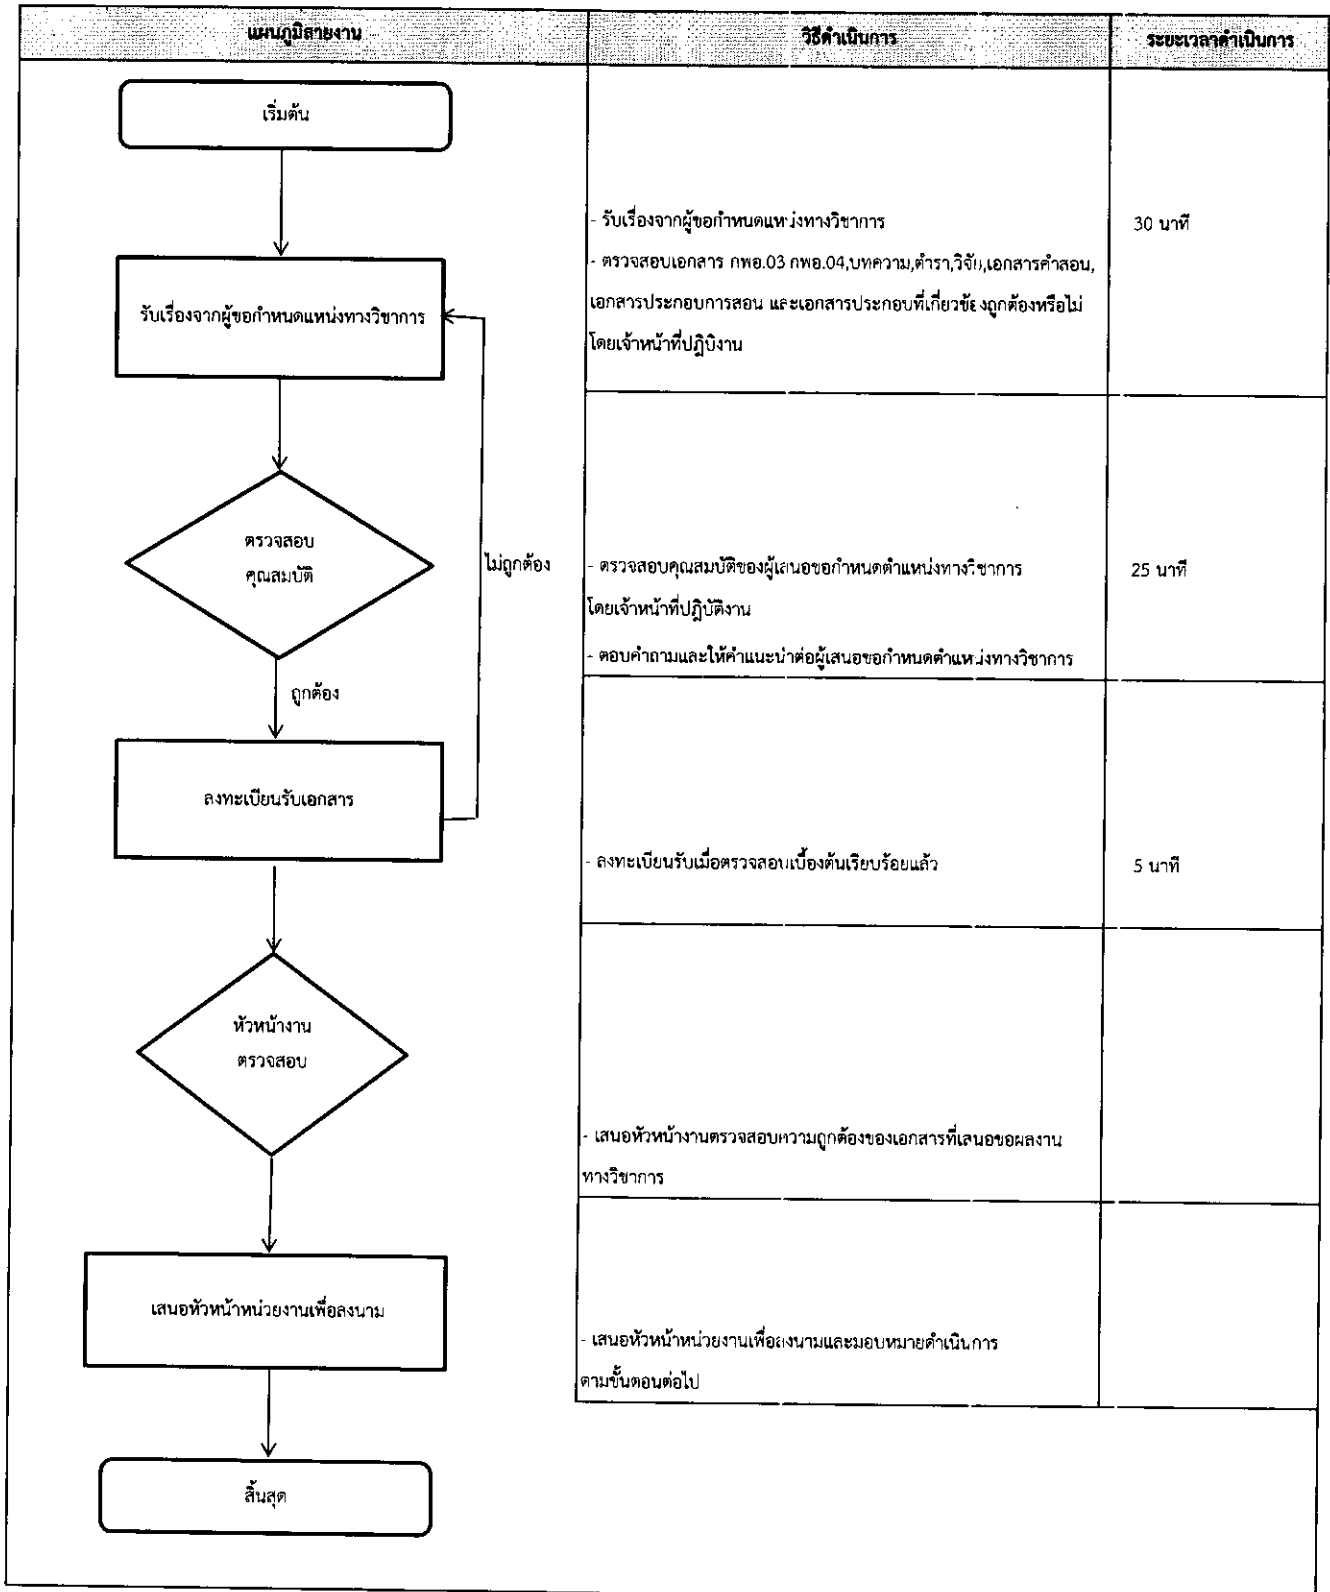 แผนภูมิสายงาน
วิธีดำเนินการ
ระยะเวลาดำเนินการ
เริ่มต้น
รับเรื่องจากผู้ขอกำหนดแหน่งทางวิชาการ
ตรวจสอบ
คุณสมบัติ
ไม่ถูกต้อง
ถูกต้อง
ลงทะเบียนรับเอกสาร
หัวหน้างาน
ตรวจสอบ
เสนอหัวหน้าหน่วยงานเพื่อลงนาม
สิ้นสุด
- รับเรื่องจากผู้ขอกำหนดแหน่งทางวิชาการ
30 นาที
- ตรวจสอบเอกสาร กพอ.03 กพอ.04,บทความ,ตำรา,วิจัย,เอกสารคำสอน,
เอกสารประกอบการสอน และเอกสารประกอบที่เกี่ยวข้องถูกต้องหรือไม่
โดยเจ้าหน้าที่ปฏิบิงาน
- ตรวจสอบคุณสมบัติของผู้เสนอขอกำหนดตำแหน่งทางวิชาการ
25 นาที
โดยเจ้าหน้าที่ปฏิบัติงาน
- ตอบคำถามและให้คำแนะนำต่อผู้เสนอขอกำหนดตำแหน่งทางวิชาการ
- ลงทะเบียนรับเมื่อตรวจสอบเบื้องต้นเรียบร้อยแล้ว
5 นาที
- เสนอหัวหน้างานตรวจสอบความถูกต้องของเอกสารที่เสนอขอผลงาน
ทางวิชาการ
- เสนอหัวหน้าหน่วยงานเพื่อลงนามและมอบหมายดำเนินการ
ตามขั้นตอนต่อไป